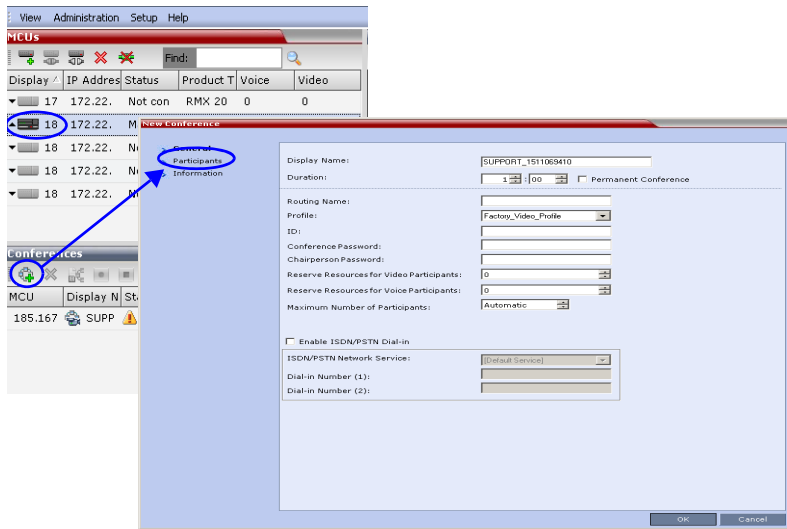 View Administration Setup Help
MCUs
Find:
Display IP Addres Status Product T Voice Video
17 172.22. Not con RMX 20 0 0
18 172.22. M
18 172.22.
18 172.22.
18 172.22.
Conferences
MCU Display N
185.167 SUPP
New Conference
General
Participants
Information
Display Name: SUPPORT_1511069410
Duration: 1 : 00 Permanent Conference
Routing Name:
Profile: Factory_Video_Profile
ID:
Conference Password:
Chairperson Password:
Reserve Resources for Video Participants: 0
Reserve Resources for Voice Participants: 0
Maximum Number of Participants: Automatic
Enable ISDN/PSTN Dial-in
ISDN/PSTN Network Service: [Default Service]
Dial-in Number (1):
Dial-in Number (2):
OK Cancel